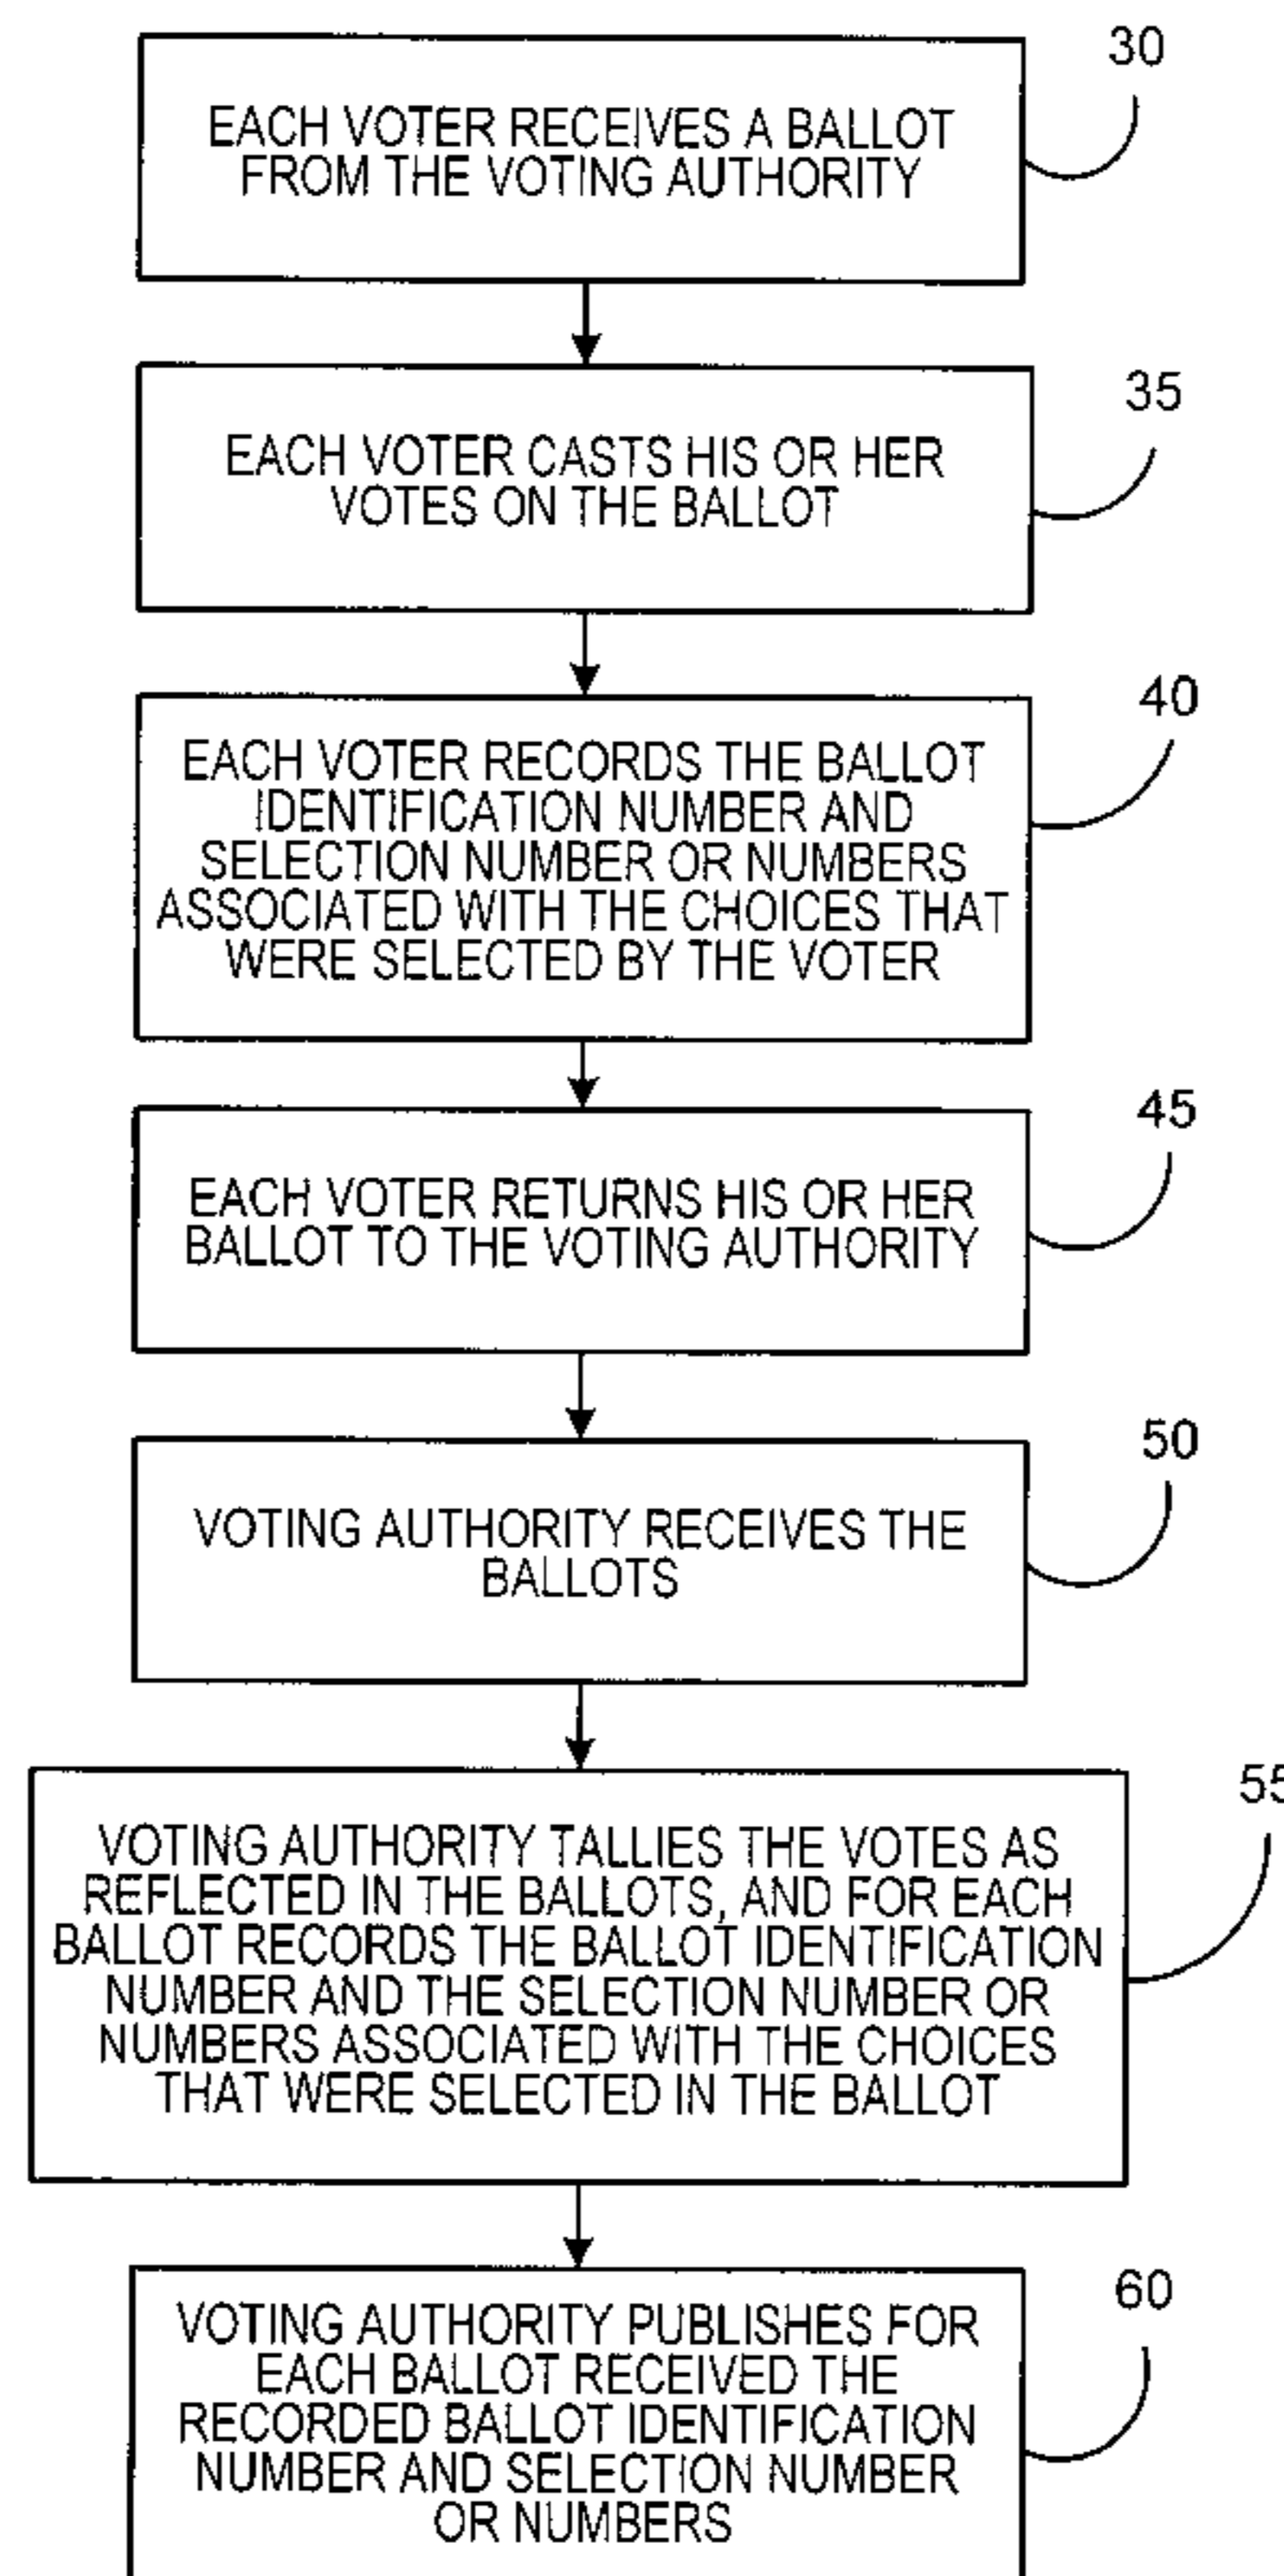 30
EACH VOTER RECEIVES A BALLOT
FROM THE VOTING AUTHORITY
35
EACH VOTER CASTS HIS OR HER
VOTES ON THE BALLOT
40
EACH VOTER RECORDS THE BALLOT
IDENTIFICATION NUMBER AND
SELECTION NUMBER OR NUMBERS
ASSOCIATED WITH THE CHOICES THAT
WERE SELECTED BY THE VOTER
45
EACH VOTER RETURNS HIS OR HER
BALLOT TO THE VOTING AUTHORITY
50
VOTING AUTHORITY RECEIVES THE
BALLOTS
55
VOTING AUTHORITY TALLIES THE VOTES AS
REFLECTED IN THE BALLOTS, AND FOR EACH
BALLOT RECORDS THE BALLOT IDENTIFICATION
NUMBER AND THE SELECTION NUMBER OR
NUMBERS ASSOCIATED WITH THE CHOICES
THAT WERE SELECTED IN THE BALLOT
60
VOTING AUTHORITY PUBLISHES FOR
EACH BALLOT RECEIVED THE
RECORDED BALLOT IDENTIFICATION
NUMBER AND SELECTION NUMBER
OR NUMBERS